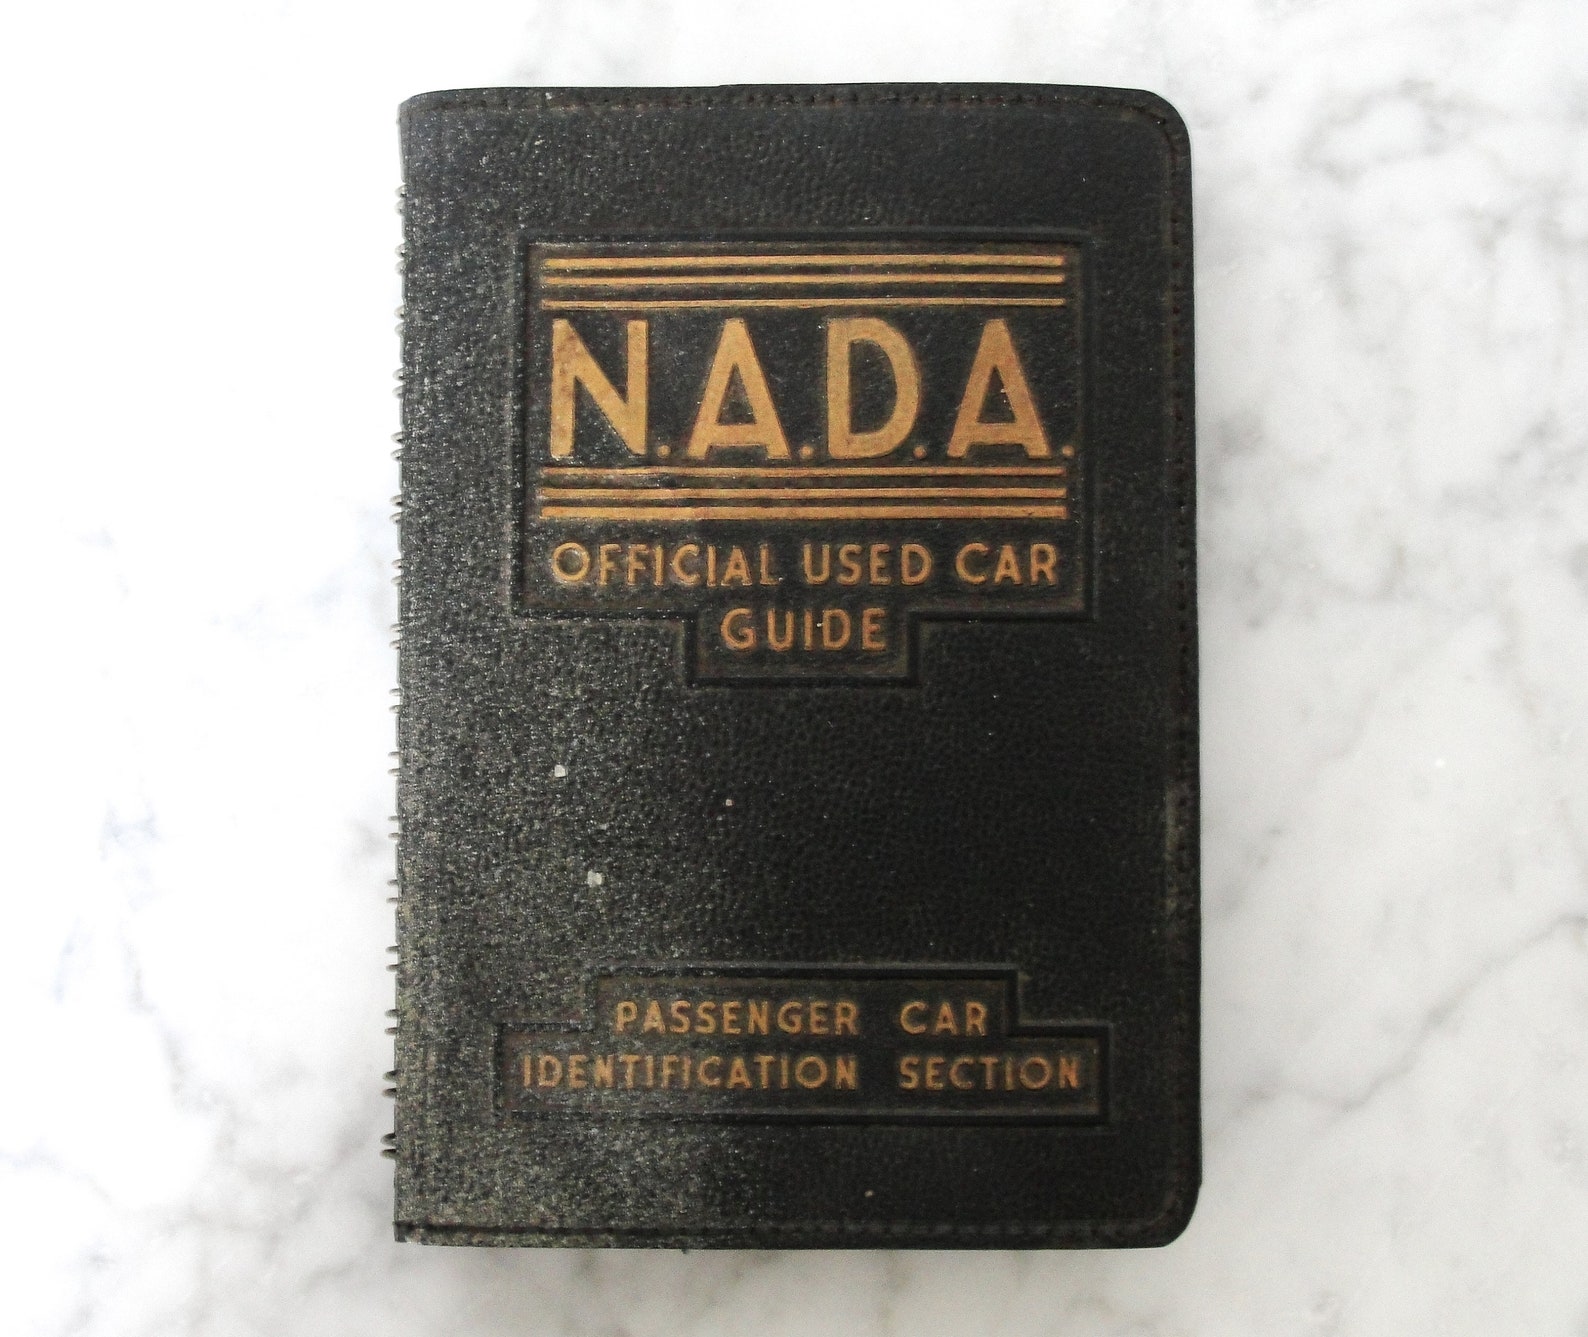 N.A.D.A.
OFFICIAL USED CAR
GUIDE
PASSENGER CAR
IDENTIFICATION SECTION